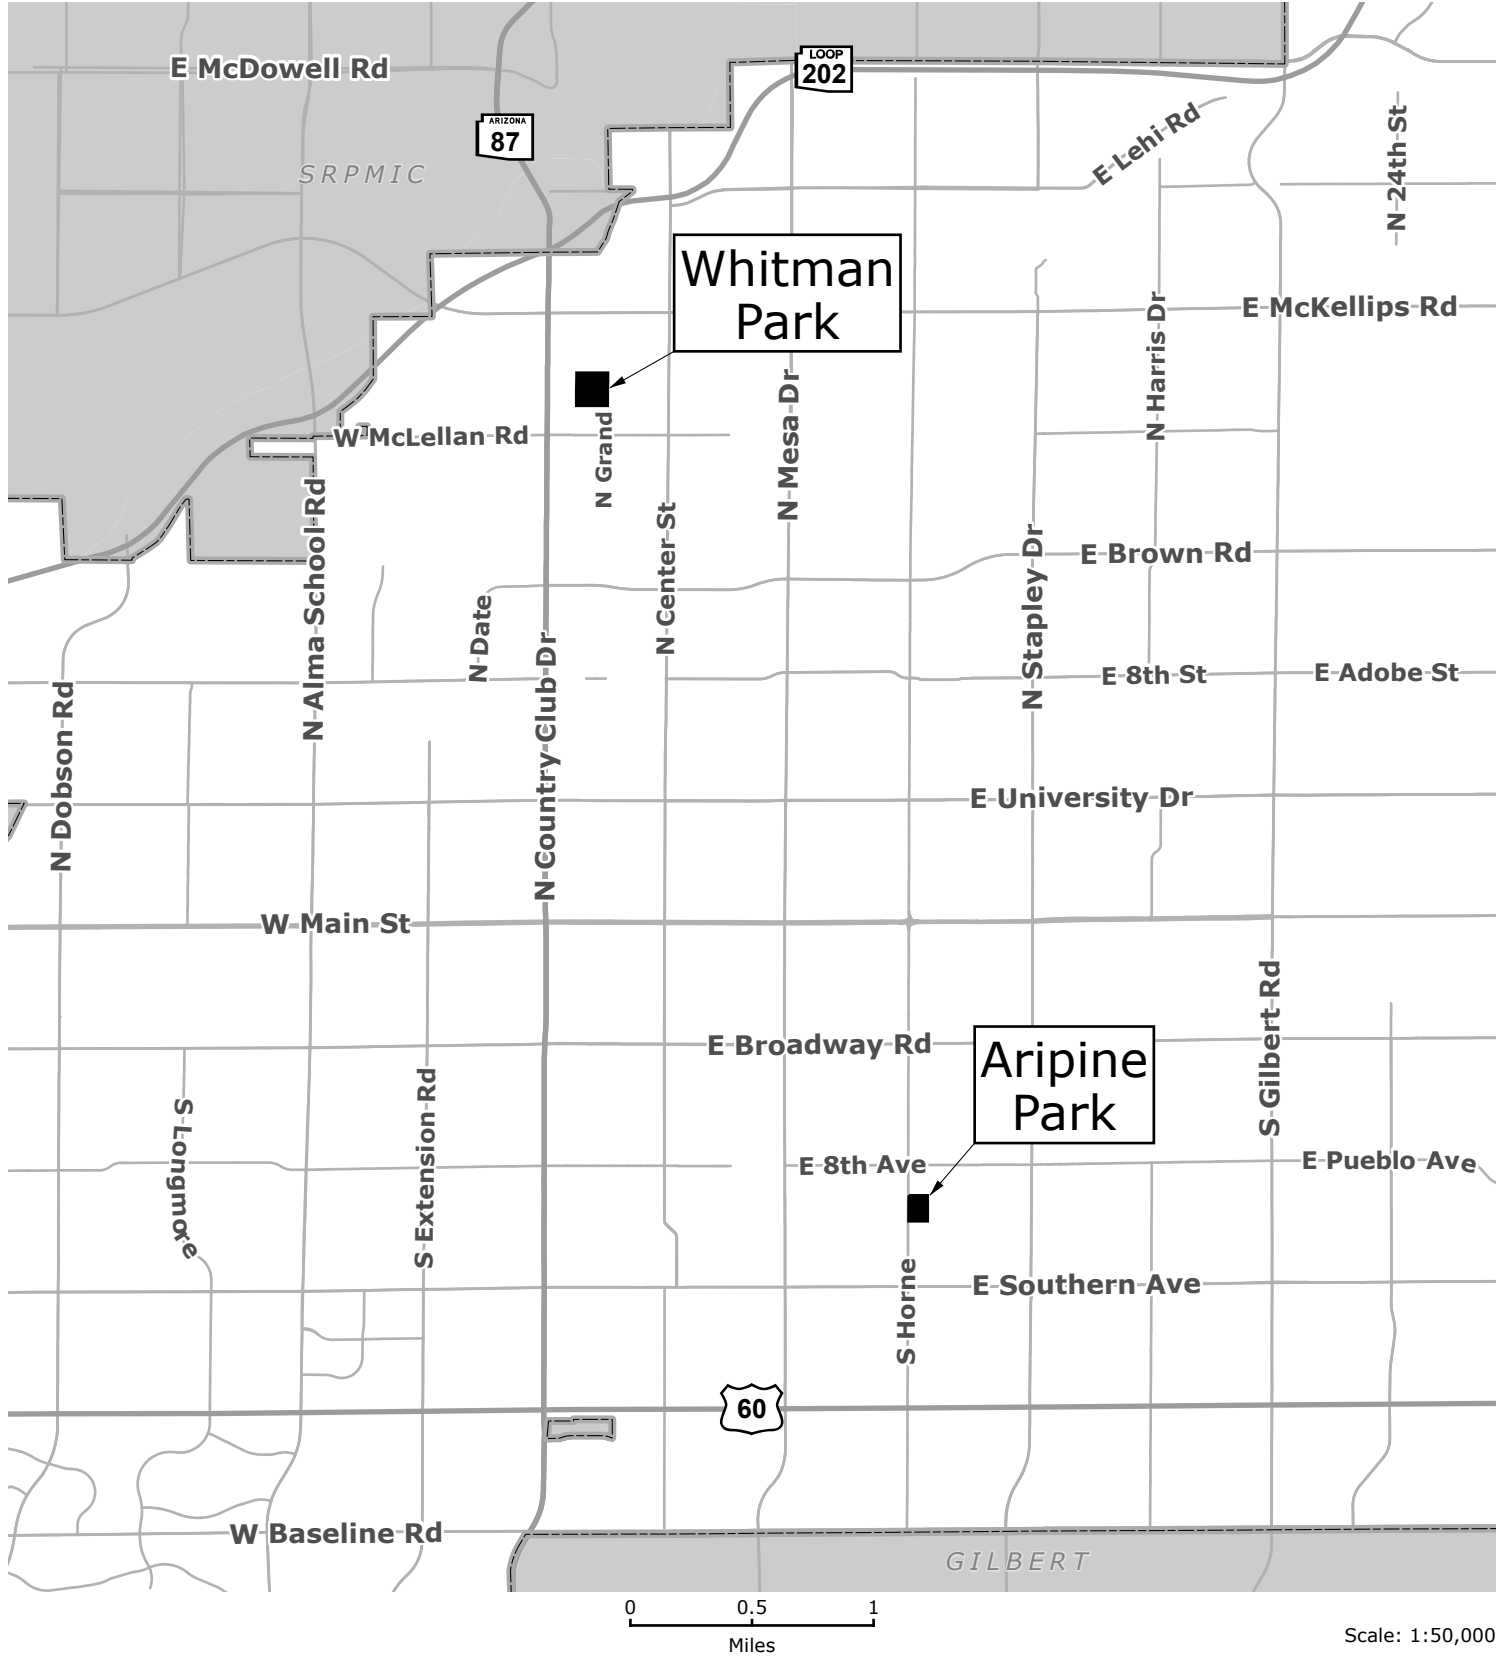 LOOP
202
E McDowell Rd
ARIZONA
87
SRPMIC
E Lehi Rd
N 24th St
Whitman
Park
E McKellips Rd
N Harris Dr
N Mesa Dr
N Grand
W McLellan Rd
N Alma School Rd
N Center St
N Stapley Dr
E Brown Rd
N Date
N Country Club Dr
E 8th St
E Adobe St
N Dobson Rd
E University Dr
W Main St
S Gilbert Rd
E Broadway Rd
Aripine
Park
S Longmore
S Extension Rd
E 8th Ave
E Pueblo Ave
S Horne
E Southern Ave
60
W Baseline Rd
GILBERT
0 0.5 1
Miles
Scale: 1:50,000